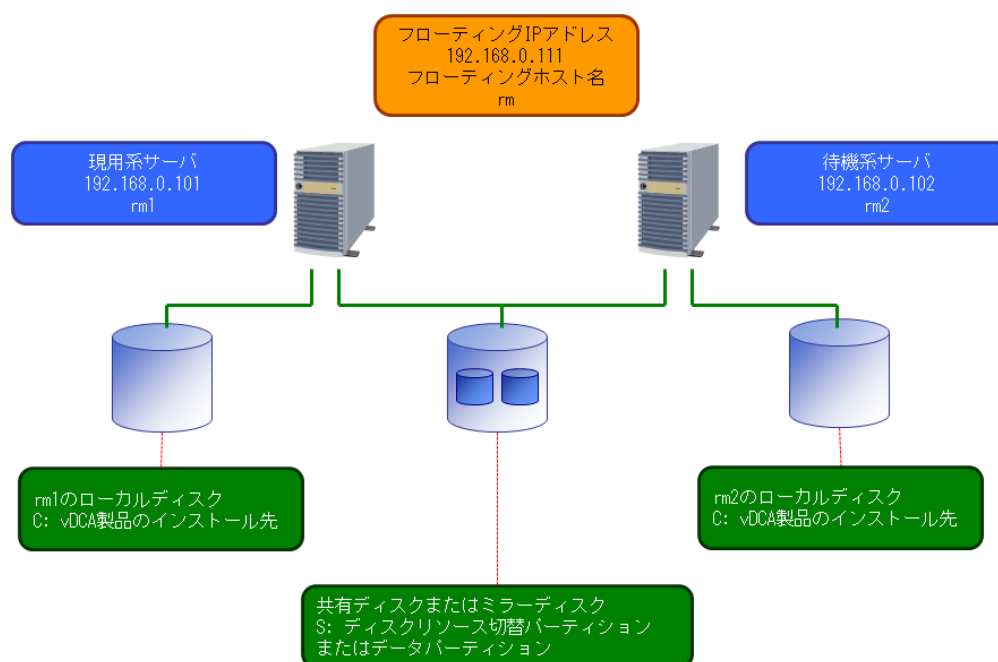 フローティングIPアドレス
192.168.0.111
フローティングホスト名
rm
現用系サーバ
192.168.0.101
rm1
待機系サーバ
192.168.0.102
rm2
rm1のローカルディスク
C: vDCA製品のインストール先
rm2のローカルディスク
C: vDCA製品のインストール先
共有ディスクまたはミラーディスク
S: ディスクリソース切替パーティション
またはデータパーティション